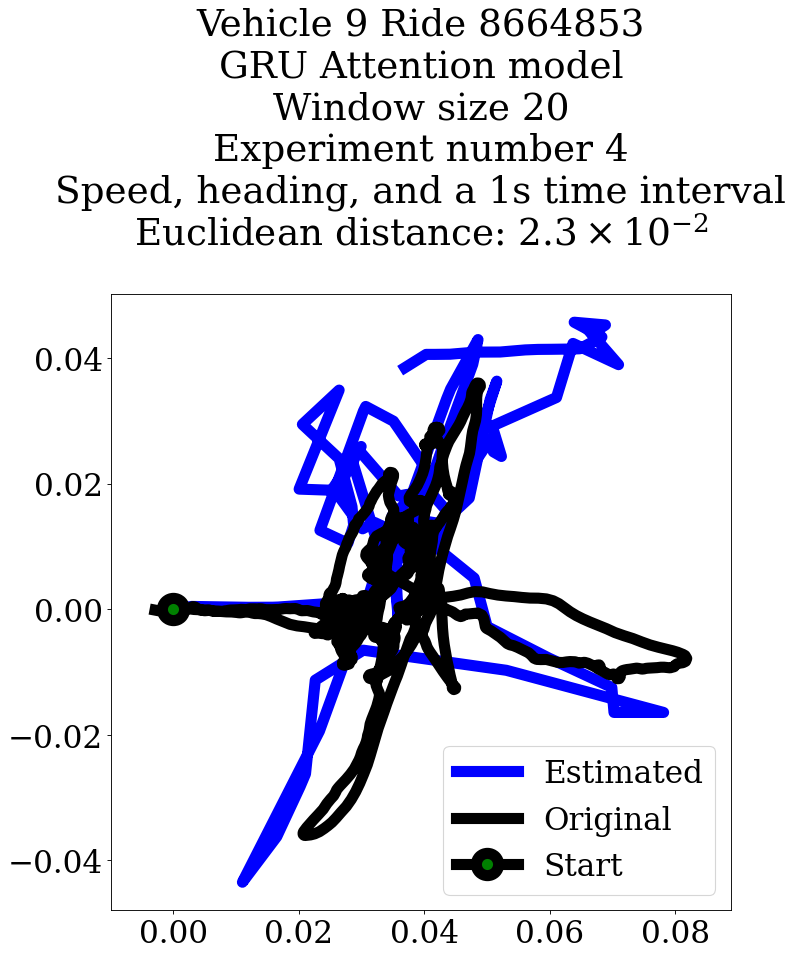 Vehicle 9 Ride 8664853
GRU Attention model
Window size 20
Experiment number 4
Speed, heading, and a 1s time interval
Euclidean distance: 2.3 × 10⁻²
0.04
0.02
0.00
−0.02
−0.04
Estimated
Original
Start
0.00 0.02 0.04 0.06 0.08